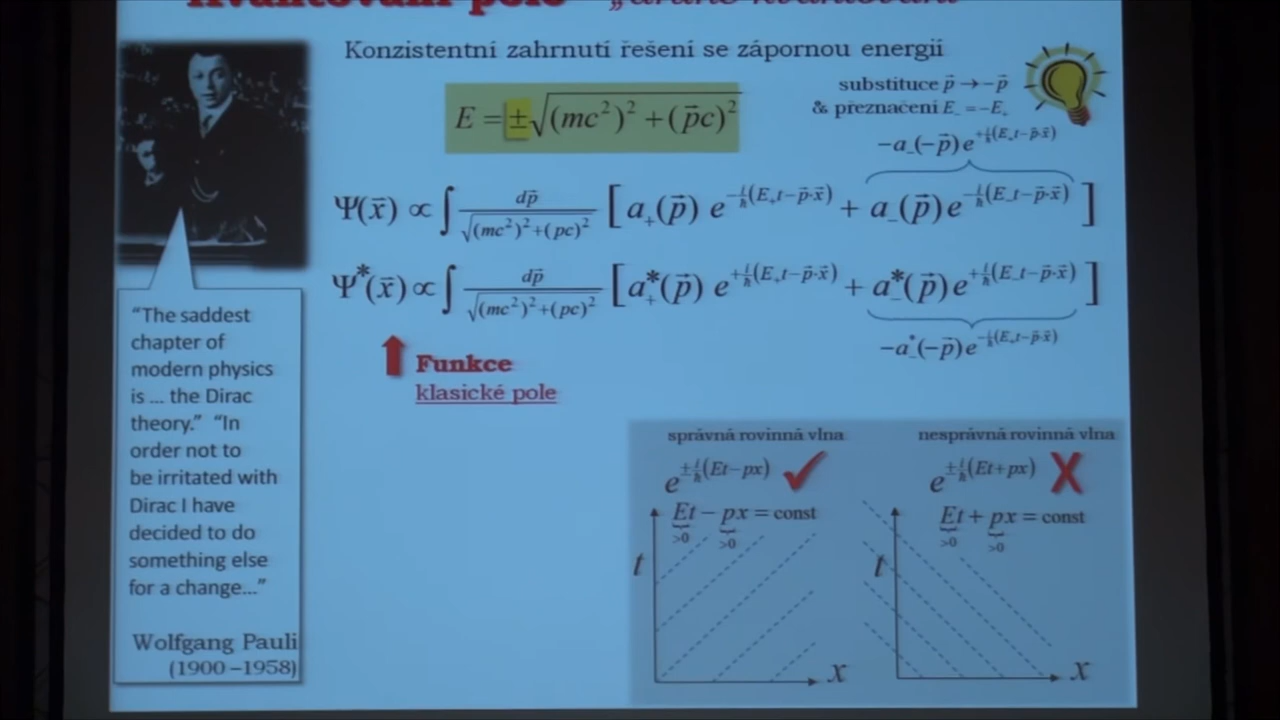 Kvantování pole
Konzistentní zahrnutí řešení se zápornou energií
substituce p⃗ → −p⃗
& přeznačení E₋ = −E₊
E = ±√((mc²)² + (p⃗c)²)
−a₋(−p⃗) e^{+i/ħ(E₊t−p⃗·x⃗)}
Ψ(x⃗) ∝ ∫ dp⃗/√((mc²)²+(pc)²) [ a₊(p⃗) e^{−i/ħ(E₊t−p⃗·x⃗)} + a₋(p⃗) e^{−i/ħ(E₋t−p⃗·x⃗)} ]
Ψ*(x⃗) ∝ ∫ dp⃗/√((mc²)²+(pc)²) [ a₊*(p⃗) e^{+i/ħ(E₊t−p⃗·x⃗)} + a₋*(p⃗) e^{+i/ħ(E₋t−p⃗·x⃗)} ]
−a₋*(−p⃗) e^{−i/ħ(E₊t−p⃗·x⃗)}
Funkce
klasické pole
“The saddest
chapter of
modern physics
is ... the Dirac
theory.” “In
order not to
be irritated with
Dirac I have
decided to do
something else
for a change...”
Wolfgang Pauli
(1900–1958)
správná rovinná vlna
e^{±i/ħ(Et−px)} ✓
Et − px = const
>0 >0
t
x
nesprávná rovinná vlna
e^{±i/ħ(Et+px)} X
Et + px = const
>0 >0
t
x